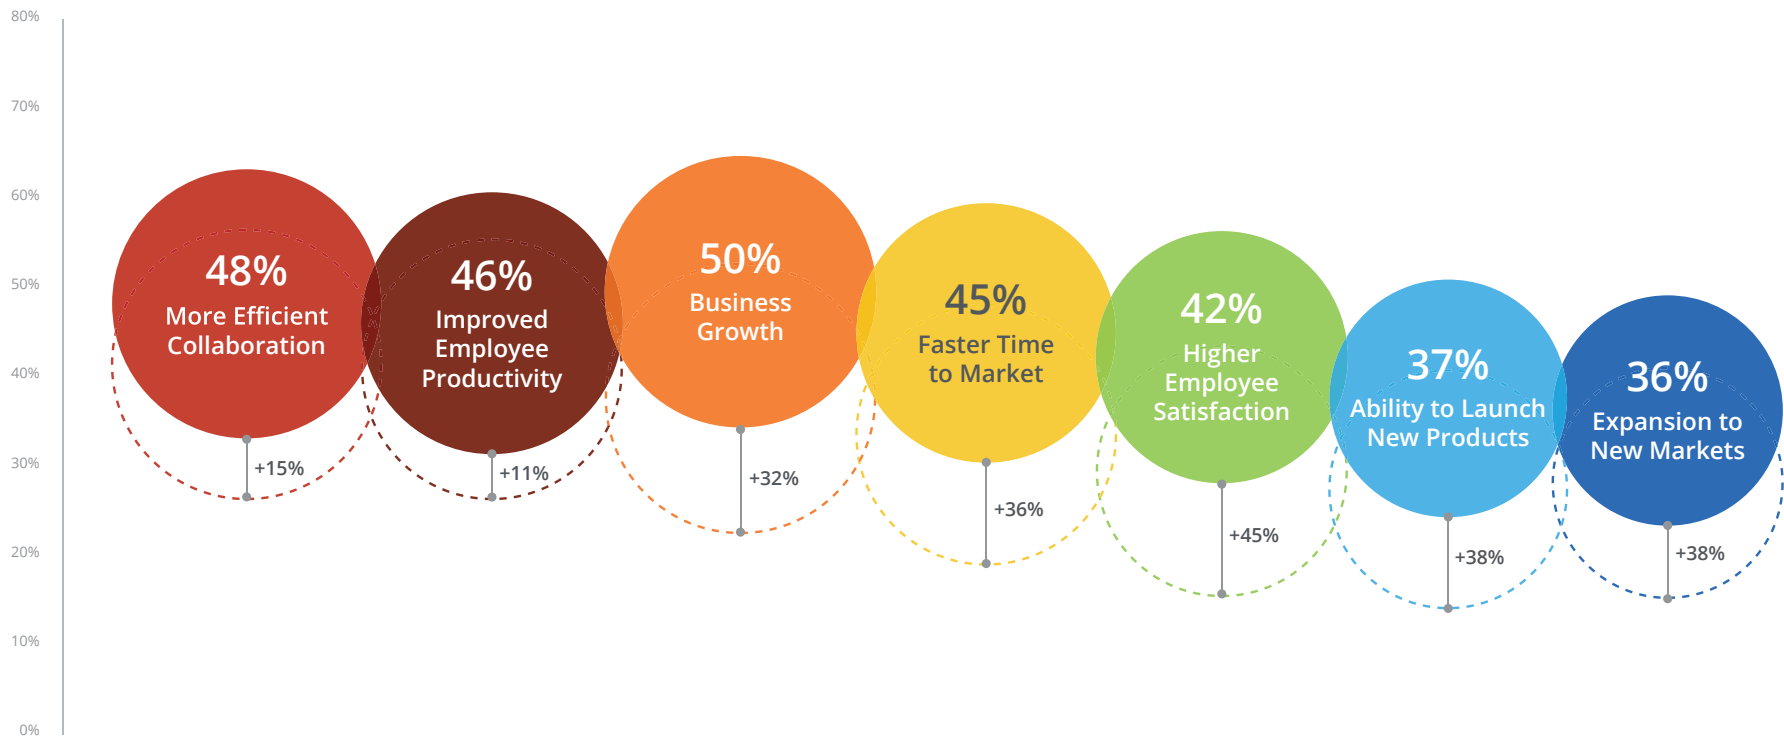 80%
70%
60%
50%
40%
30%
20%
10%
0%
48%
More Efficient
Collaboration
+15%
46%
Improved
Employee
Productivity
+11%
50%
Business
Growth
+32%
45%
Faster Time
to Market
+36%
42%
Higher
Employee
Satisfaction
+45%
37%
Ability to Launch
New Products
+38%
36%
Expansion to
New Markets
+38%